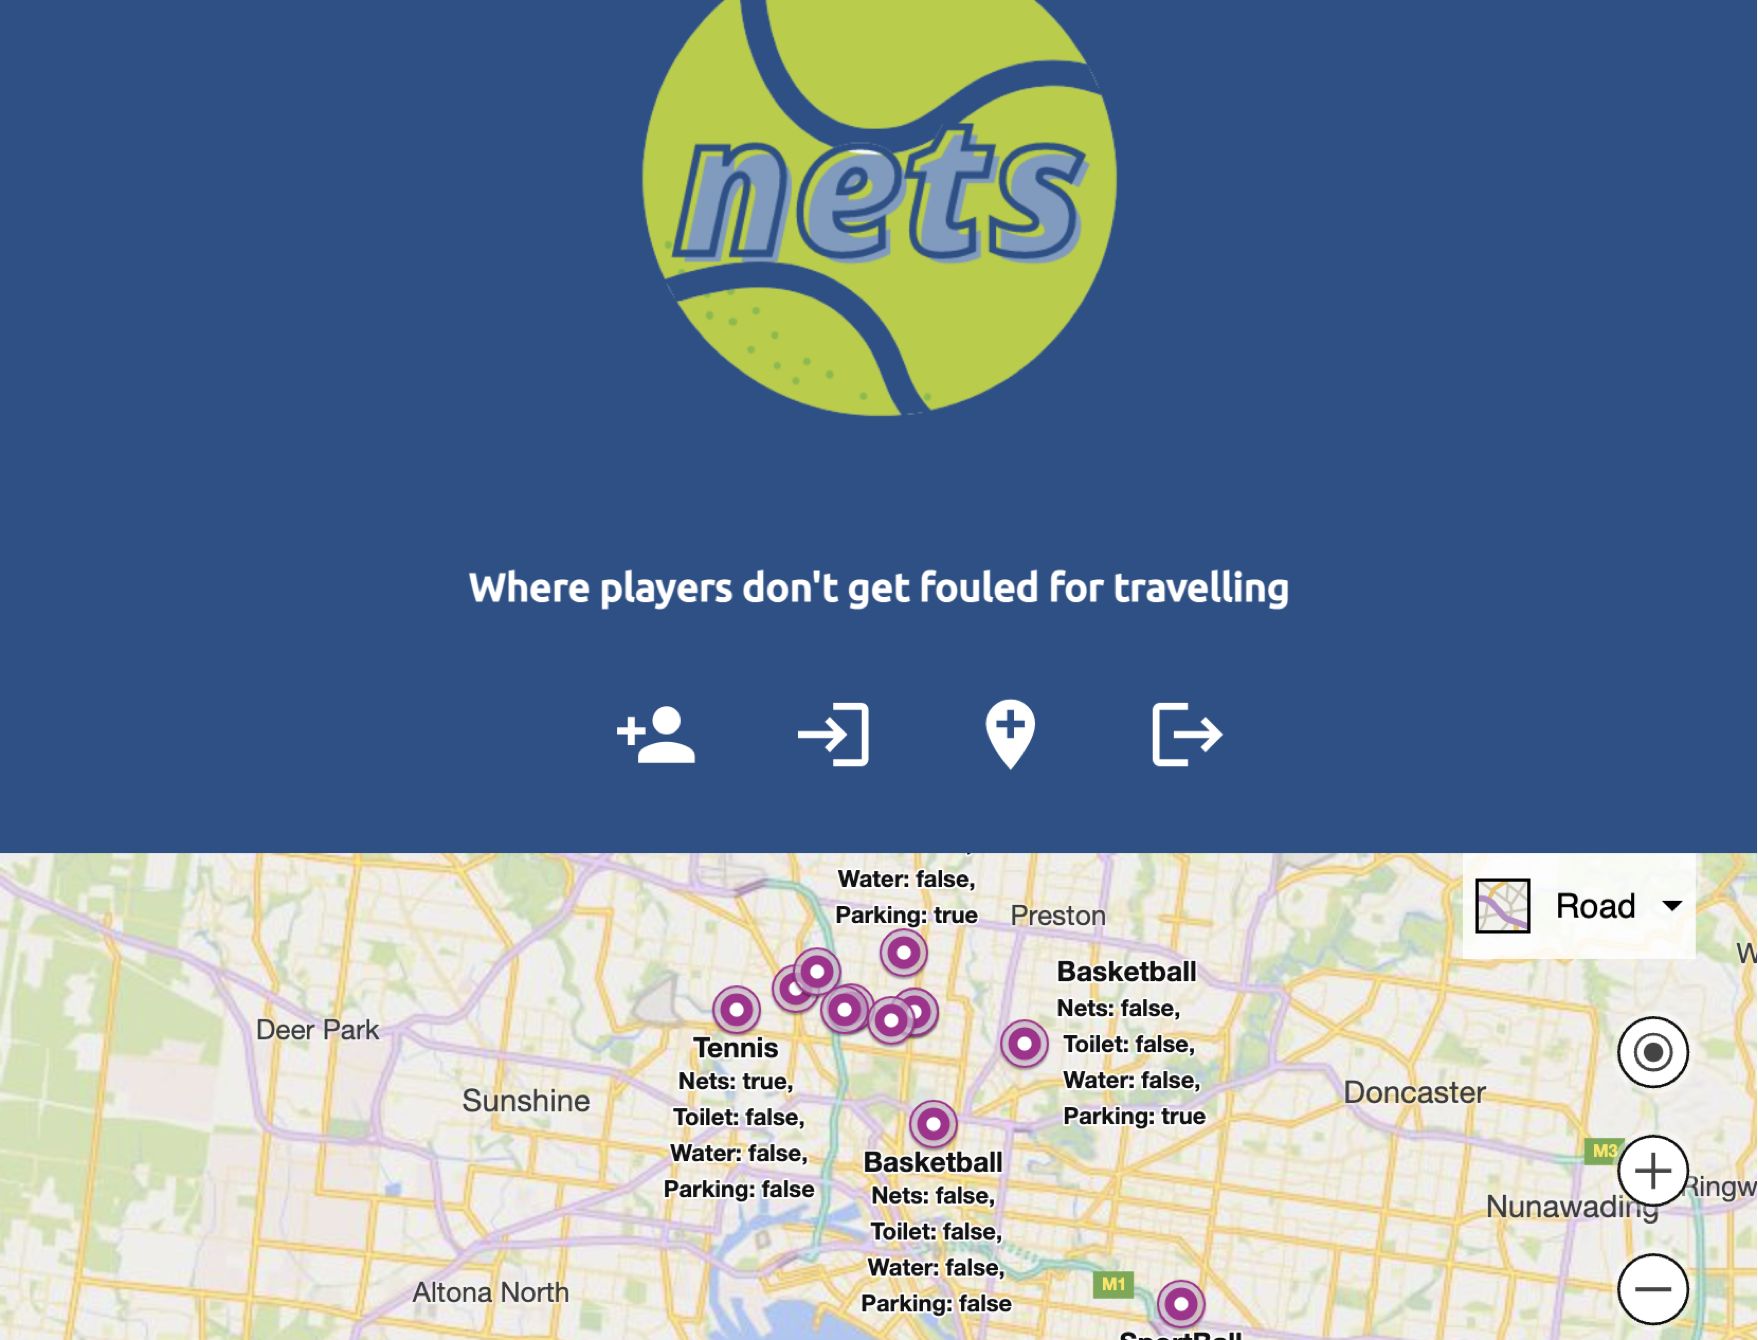 nets
Where players don't get fouled for travelling
Water: false,
Parking: true
Preston
Road
Basketball
Nets: false,
Toilet: false,
Water: false,
Parking: true
Deer Park
Tennis
Nets: true,
Toilet: false,
Water: false,
Parking: false
Sunshine
Doncaster
M3
Basketball
Nets: false,
Toilet: false,
Water: false,
Parking: false
Nunawading
Ringw
Altona North
M1
SportBall
W